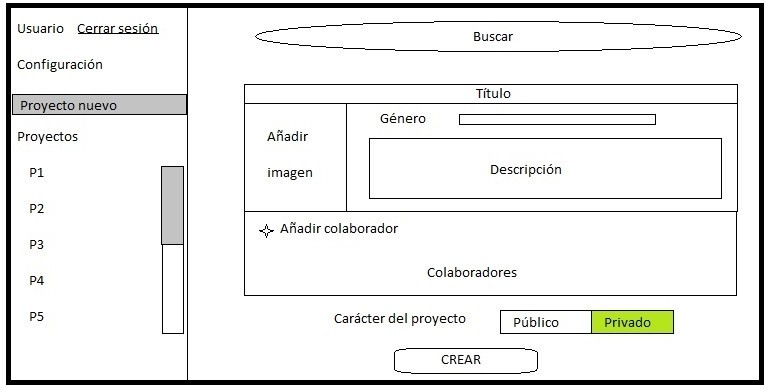 Usuario Cerrar sesión
Configuración
Proyecto nuevo
Proyectos
P1
P2
P3
P4
P5
Buscar
Título
Añadir
imagen
Género
Descripción
Añadir colaborador
Colaboradores
Carácter del proyecto
Público
Privado
CREAR